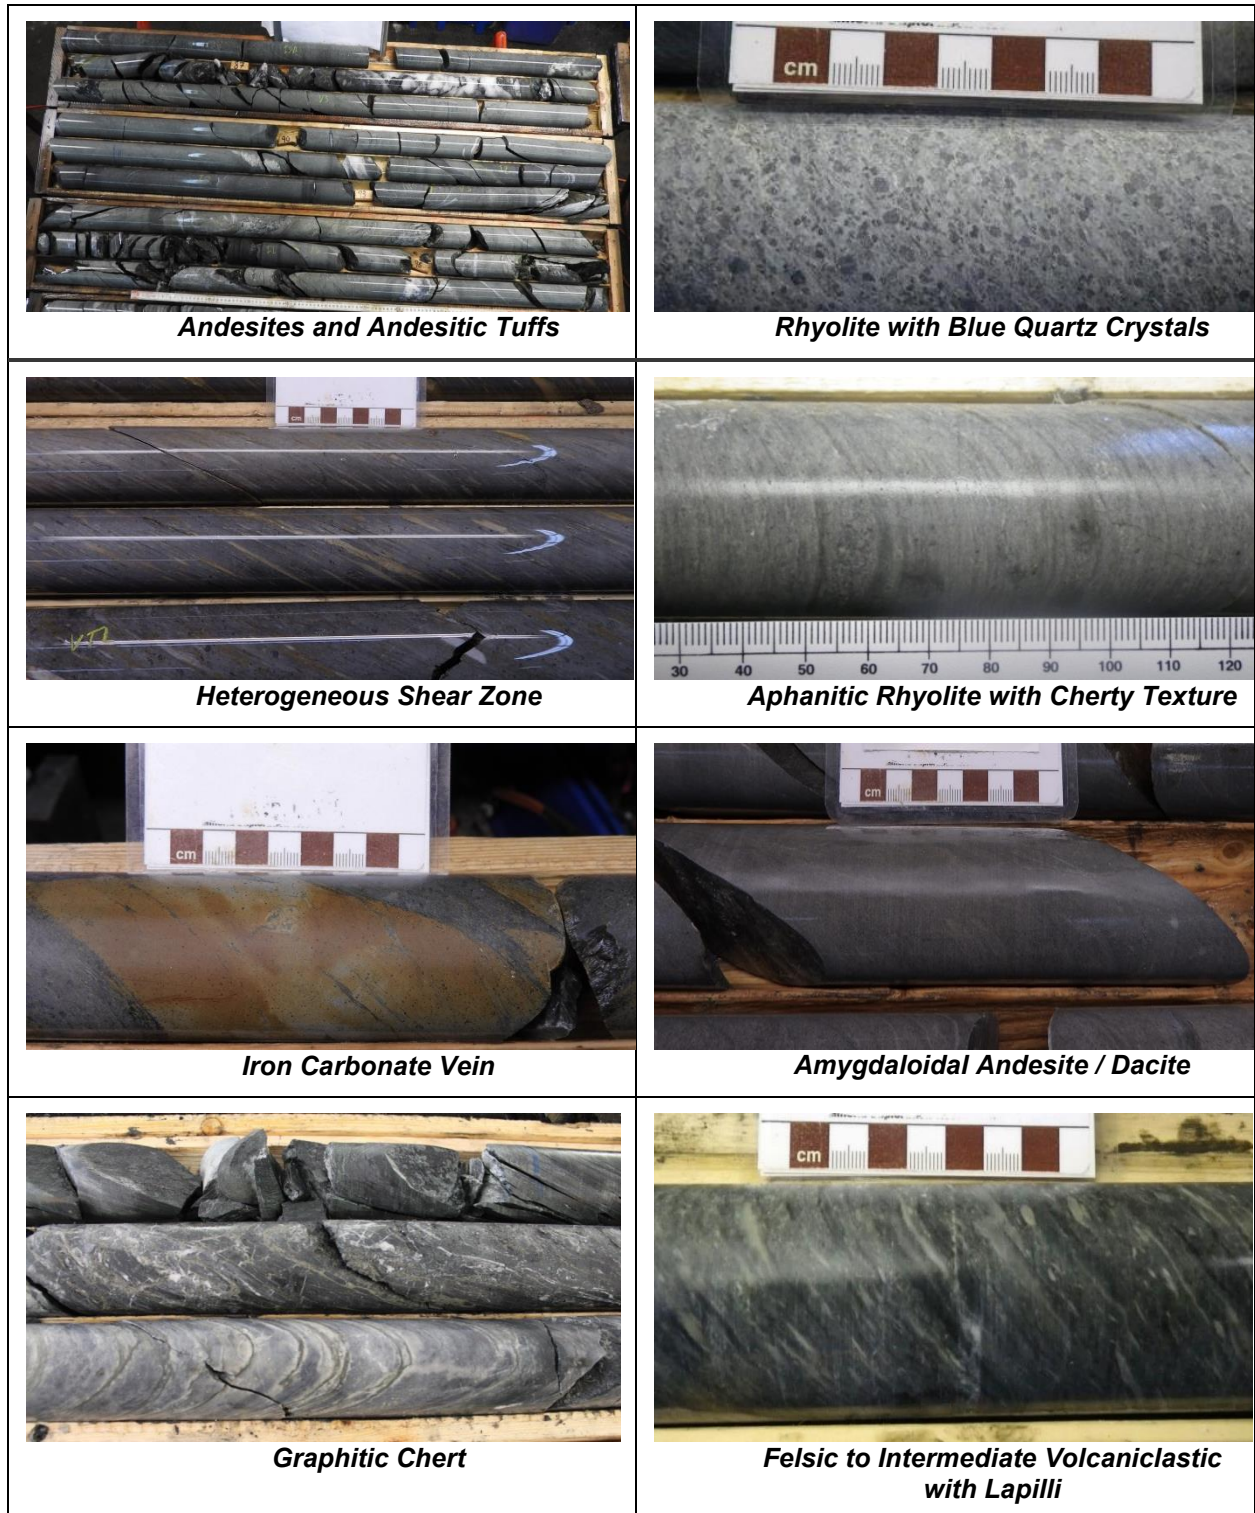 Andesites and Andesitic Tuffs
cm
Rhyolite with Blue Quartz Crystals
cm
Heterogeneous Shear Zone
30 40 50 60 70 80 90 100 110 120
Aphanitic Rhyolite with Cherty Texture
cm
Iron Carbonate Vein
cm
Amygdaloidal Andesite / Dacite
Graphitic Chert
cm
Felsic to Intermediate Volcaniclastic
with Lapilli